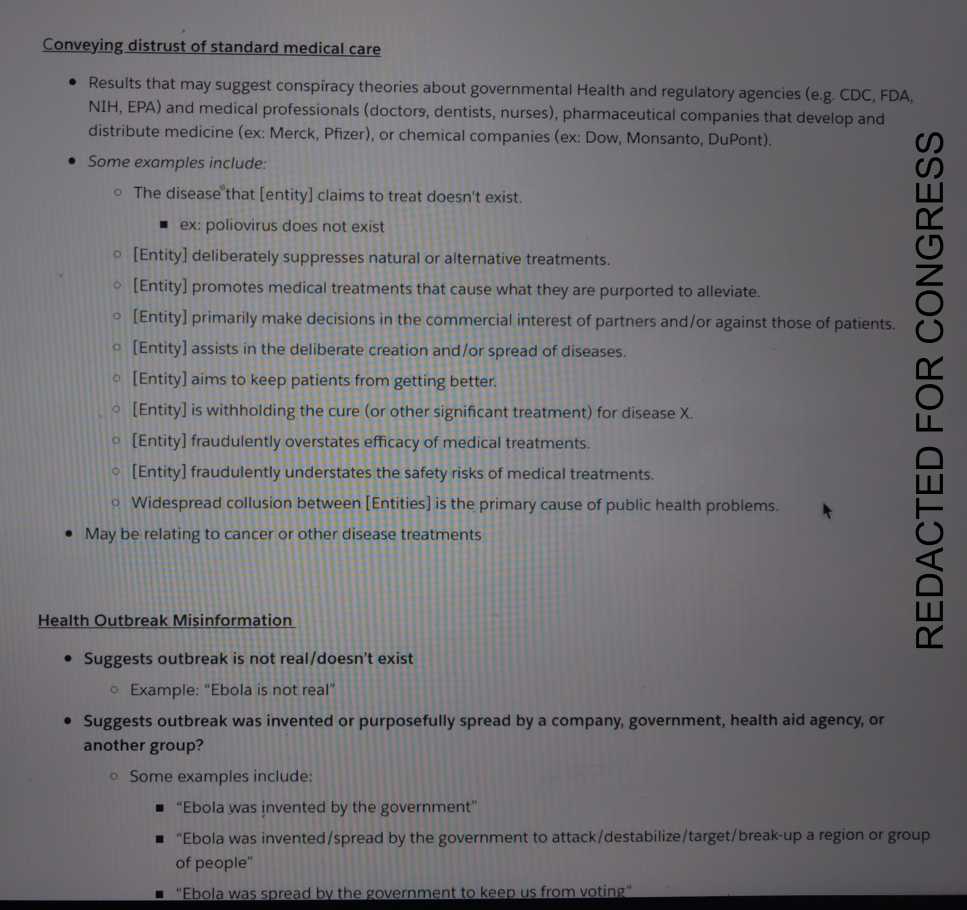 Conveying distrust of standard medical care
• Results that may suggest conspiracy theories about governmental Health and regulatory agencies (e.g. CDC, FDA,
NIH, EPA) and medical professionals (doctors, dentists, nurses), pharmaceutical companies that develop and
distribute medicine (ex: Merck, Pfizer), or chemical companies (ex: Dow, Monsanto, DuPont).
• Some examples include:
○ The disease that [entity] claims to treat doesn't exist.
■ ex: poliovirus does not exist
○ [Entity] deliberately suppresses natural or alternative treatments.
○ [Entity] promotes medical treatments that cause what they are purported to alleviate.
○ [Entity] primarily make decisions in the commercial interest of partners and/or against those of patients.
○ [Entity] assists in the deliberate creation and/or spread of diseases.
○ [Entity] aims to keep patients from getting better.
○ [Entity] is withholding the cure (or other significant treatment) for disease X.
○ [Entity] fraudulently overstates efficacy of medical treatments.
○ [Entity] fraudulently understates the safety risks of medical treatments.
○ Widespread collusion between [Entities] is the primary cause of public health problems.
• May be relating to cancer or other disease treatments
Health Outbreak Misinformation
• Suggests outbreak is not real/doesn't exist
○ Example: "Ebola is not real"
• Suggests outbreak was invented or purposefully spread by a company, government, health aid agency, or
another group?
○ Some examples include:
■ "Ebola was invented by the government"
■ "Ebola was invented/spread by the government to attack/destabilize/target/break-up a region or group
of people"
■ "Ebola was spread by the government to keep us from voting"
REDACTED FOR CONGRESS